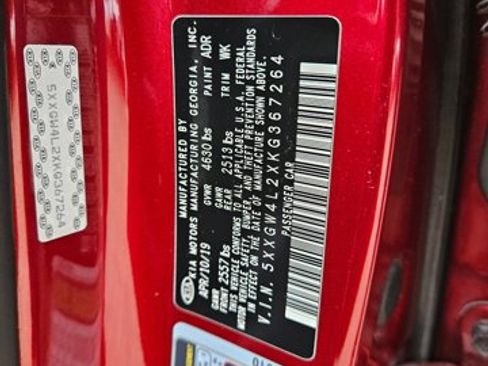 5XXGW4L2XKG367264
MANUFACTURED BY
KIA MOTORS MANUFACTURING GEORGIA, INC.
APR/10/19 GVWR 4630 lbs PAINT ADR
GAWR FRONT 2557 lbs GAWR REAR 2513 lbs TRIM WK
THIS VEHICLE CONFORMS TO ALL APPLICABLE U.S.A. FEDERAL
MOTOR VEHICLE SAFETY, BUMPER, AND THEFT PREVENTION STANDARDS
IN EFFECT ON THE DATE OF MANUFACTURE SHOWN ABOVE.
V.I.N. 5XXGW4L2XKG367264
PASSENGER CAR